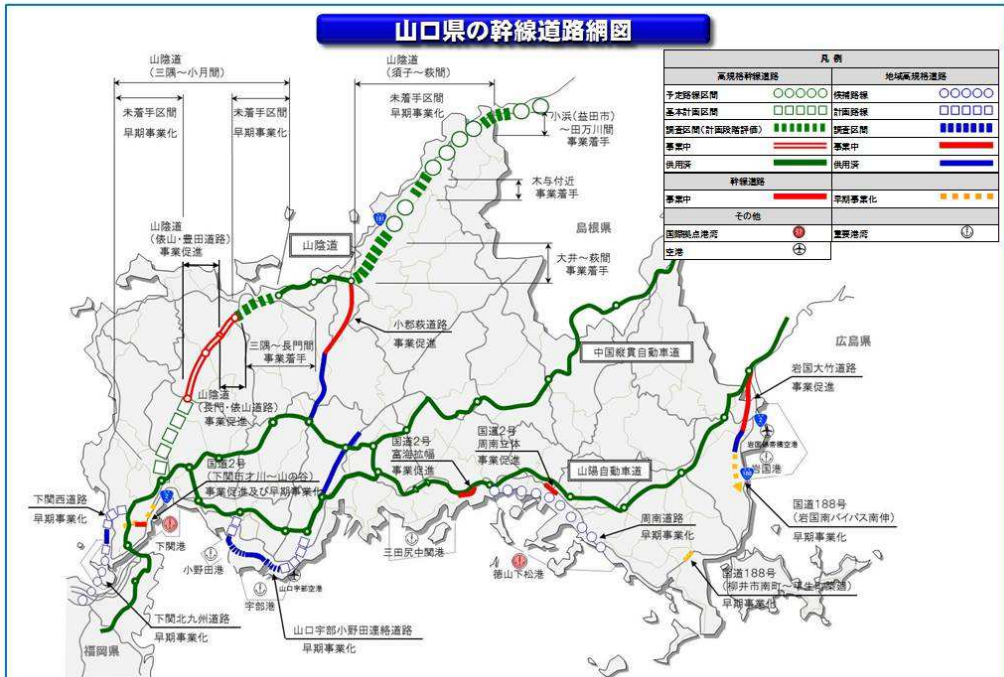 山口県の幹線道路網図
凡例
高規格幹線道路
地域高規格道路
予定路線区間
候補路線
基本計画区間
計画路線
調査区間(計画段階評価)
調査区間
事業中
事業中
供用済
供用済
幹線道路
事業中
早期事業化
その他
国際拠点港湾
重要港湾
空港
山陰道
(三隅~小月間)
未着手区間
早期事業化
未着手区間
早期事業化
山陰道
(須子~萩間)
未着手区間
早期事業化
小浜(益田市)
~田万川間
事業着手
木与付近
事業着手
191
島根県
山陰道
(俵山・豊田道路)
事業促進
山陰道
大井~萩間
事業着手
三隅~長門間
事業着手
小郡萩道路
事業促進
中国縦貫自動車道
広島県
岩国大竹道路
事業促進
山陰道
(長門・俵山道路)
事業促進
国道2号
富海拡幅
事業促進
国道2号
周南立体
事業促進
山陽自動車道
2
岩国錦帯橋空港
岩国港
188
国道2号
(下関市才川~山の谷)
事業促進及び早期事業化
2
下関西道路
早期事業化
下関港
小野田港
宇部港
山口宇部空港
三田尻中関港
徳山下松港
周南道路
早期事業化
国道188号
(岩国南バイパス南伸)
早期事業化
国道188号
(柳井市南町~平生町築廻)
早期事業化
下関北九州道路
早期事業化
山口宇部小野田連絡道路
早期事業化
福岡県